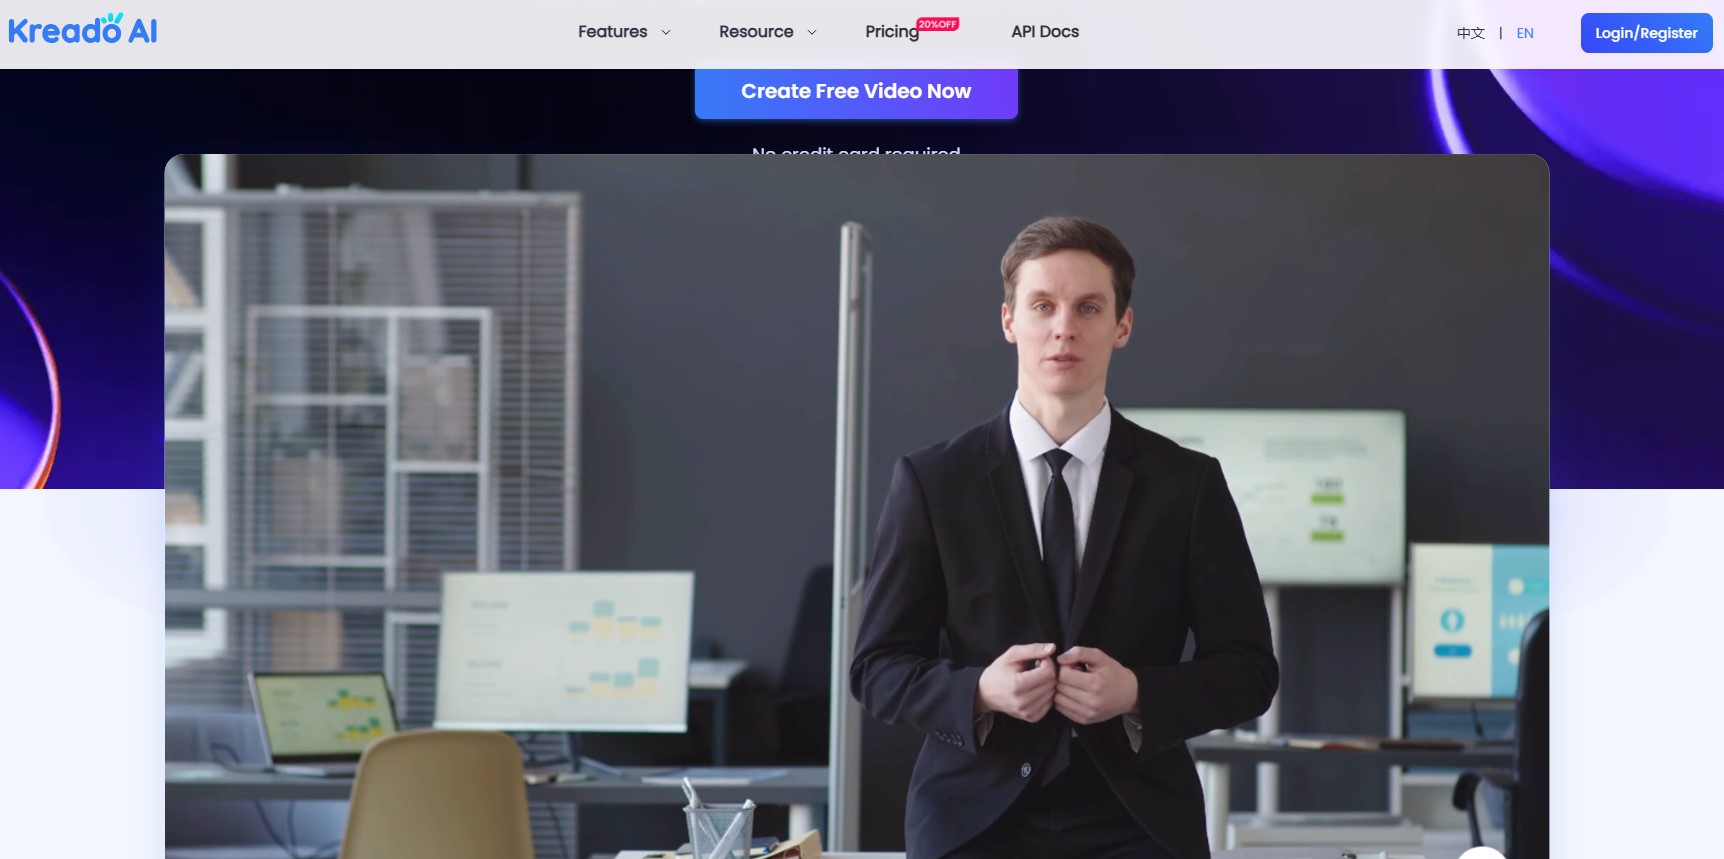 Kreado AI
Features
Resource
Pricing
20%OFF
API Docs
中文 | EN
Login/Register
Create Free Video Now
No credit card required